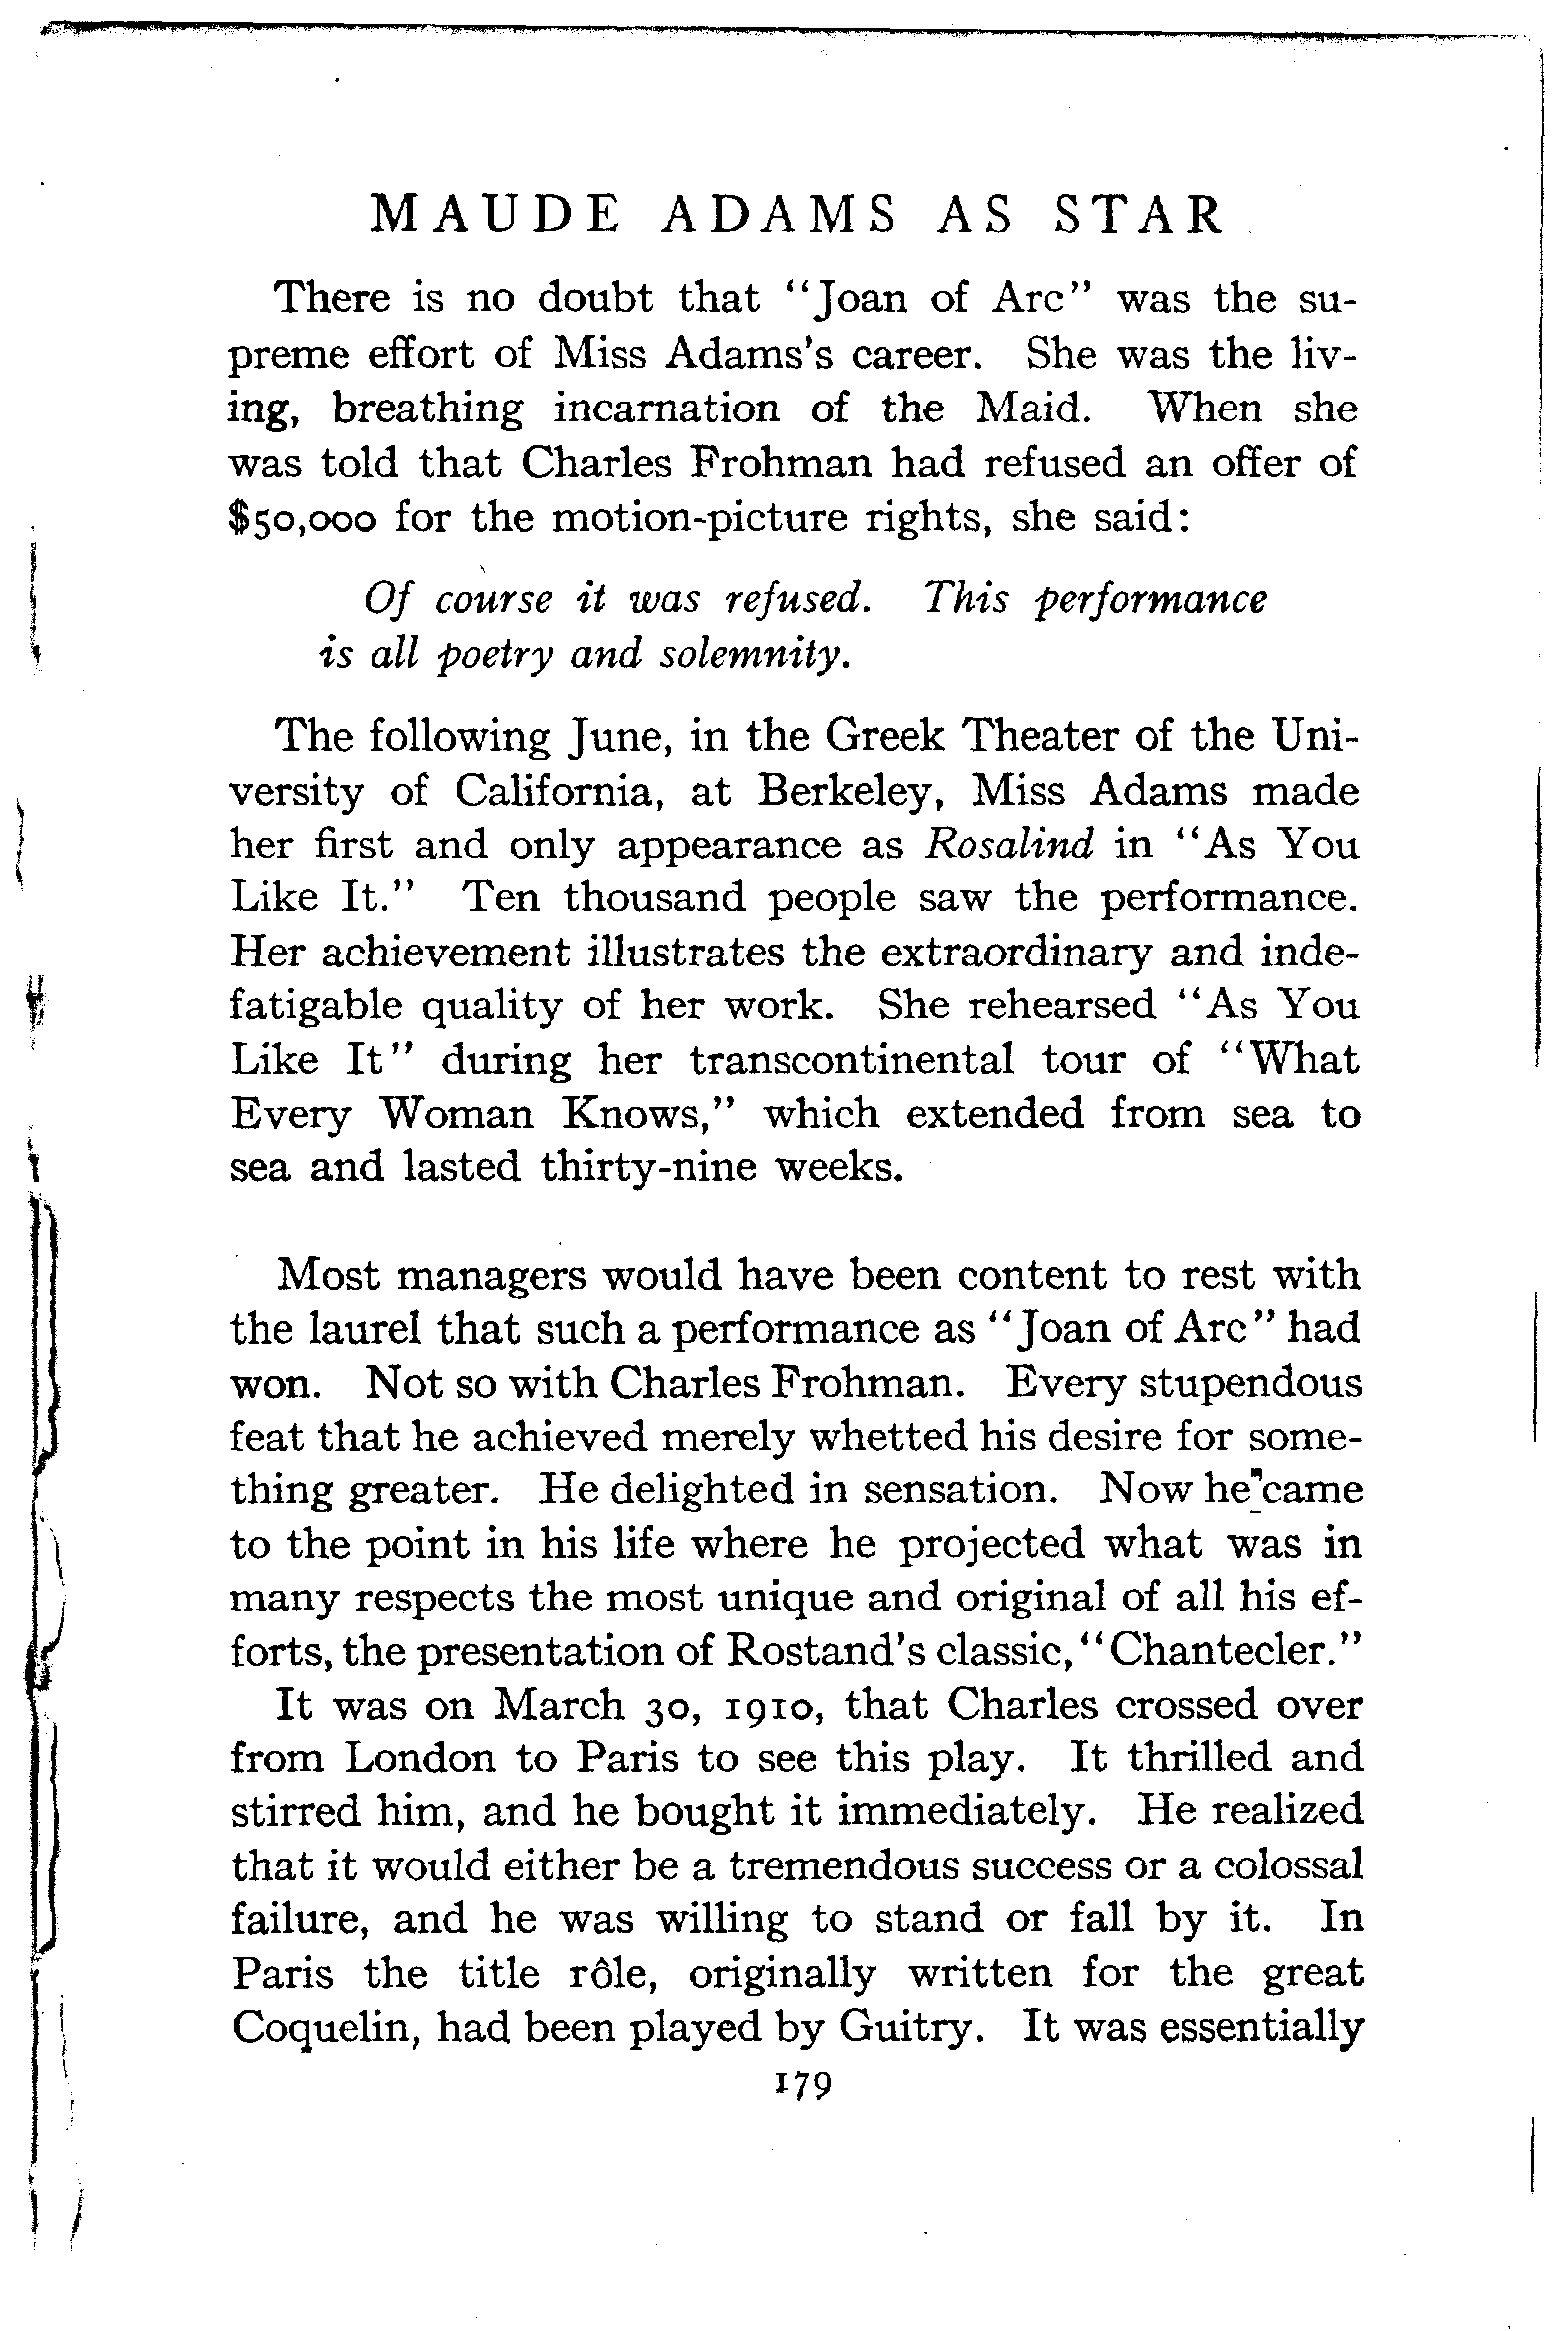 MAUDE ADAMS AS STAR
There is no doubt that “Joan of Arc” was the su-
preme effort of Miss Adams's career. She was the liv-
ing, breathing incarnation of the Maid. When she
was told that Charles Frohman had refused an offer of
$50,000 for the motion-picture rights, she said:
Of course it was refused. This performance
is all poetry and solemnity.
The following June, in the Greek Theater of the Uni-
versity of California, at Berkeley, Miss Adams made
her first and only appearance as Rosalind in “As You
Like It.” Ten thousand people saw the performance.
Her achievement illustrates the extraordinary and inde-
fatigable quality of her work. She rehearsed “As You
Like It” during her transcontinental tour of “What
Every Woman Knows,” which extended from sea to
sea and lasted thirty-nine weeks.
Most managers would have been content to rest with
the laurel that such a performance as “Joan of Arc” had
won. Not so with Charles Frohman. Every stupendous
feat that he achieved merely whetted his desire for some-
thing greater. He delighted in sensation. Now he came
to the point in his life where he projected what was in
many respects the most unique and original of all his ef-
forts, the presentation of Rostand's classic, “Chantecler.”
It was on March 30, 1910, that Charles crossed over
from London to Paris to see this play. It thrilled and
stirred him, and he bought it immediately. He realized
that it would either be a tremendous success or a colossal
failure, and he was willing to stand or fall by it. In
Paris the title rôle, originally written for the great
Coquelin, had been played by Guitry. It was essentially
179